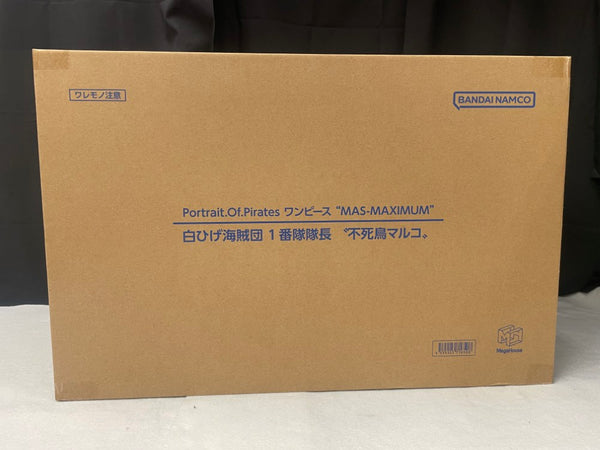 ワレモノ注意
BANDAI NAMCO
Portrait.Of.Pirates ワンピース “MAS-MAXIMUM”
白ひげ海賊団 1番隊隊長 〝不死鳥マルコ〟
MegaHouse